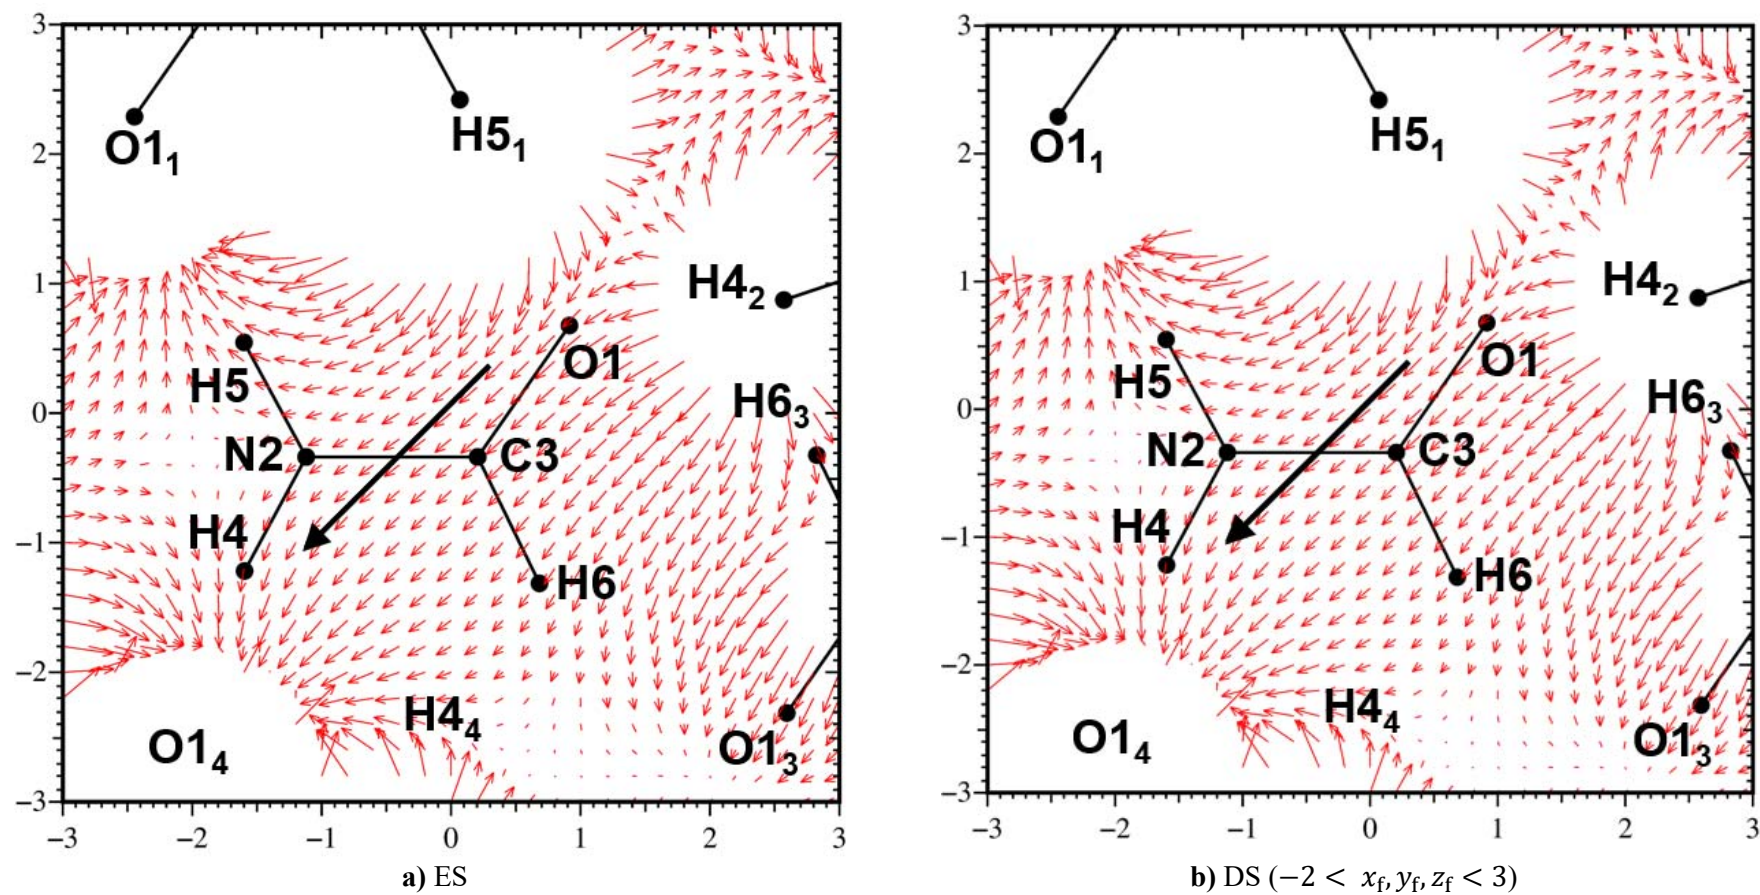 3
2
1
0
−1
−2
−3
−3 −2 −1 0 1 2 3
O1₁
H5₁
H4₂
O1
H5
H6₃
N2
C3
H4
H6
H4₄
O1₄
O1₃
a) ES
3
2
1
0
−1
−2
−3
−3 −2 −1 0 1 2 3
O1₁
H5₁
H4₂
O1
H5
H6₃
N2
C3
H4
H6
H4₄
O1₄
O1₃
b) DS (−2 < x_f, y_f, z_f < 3)